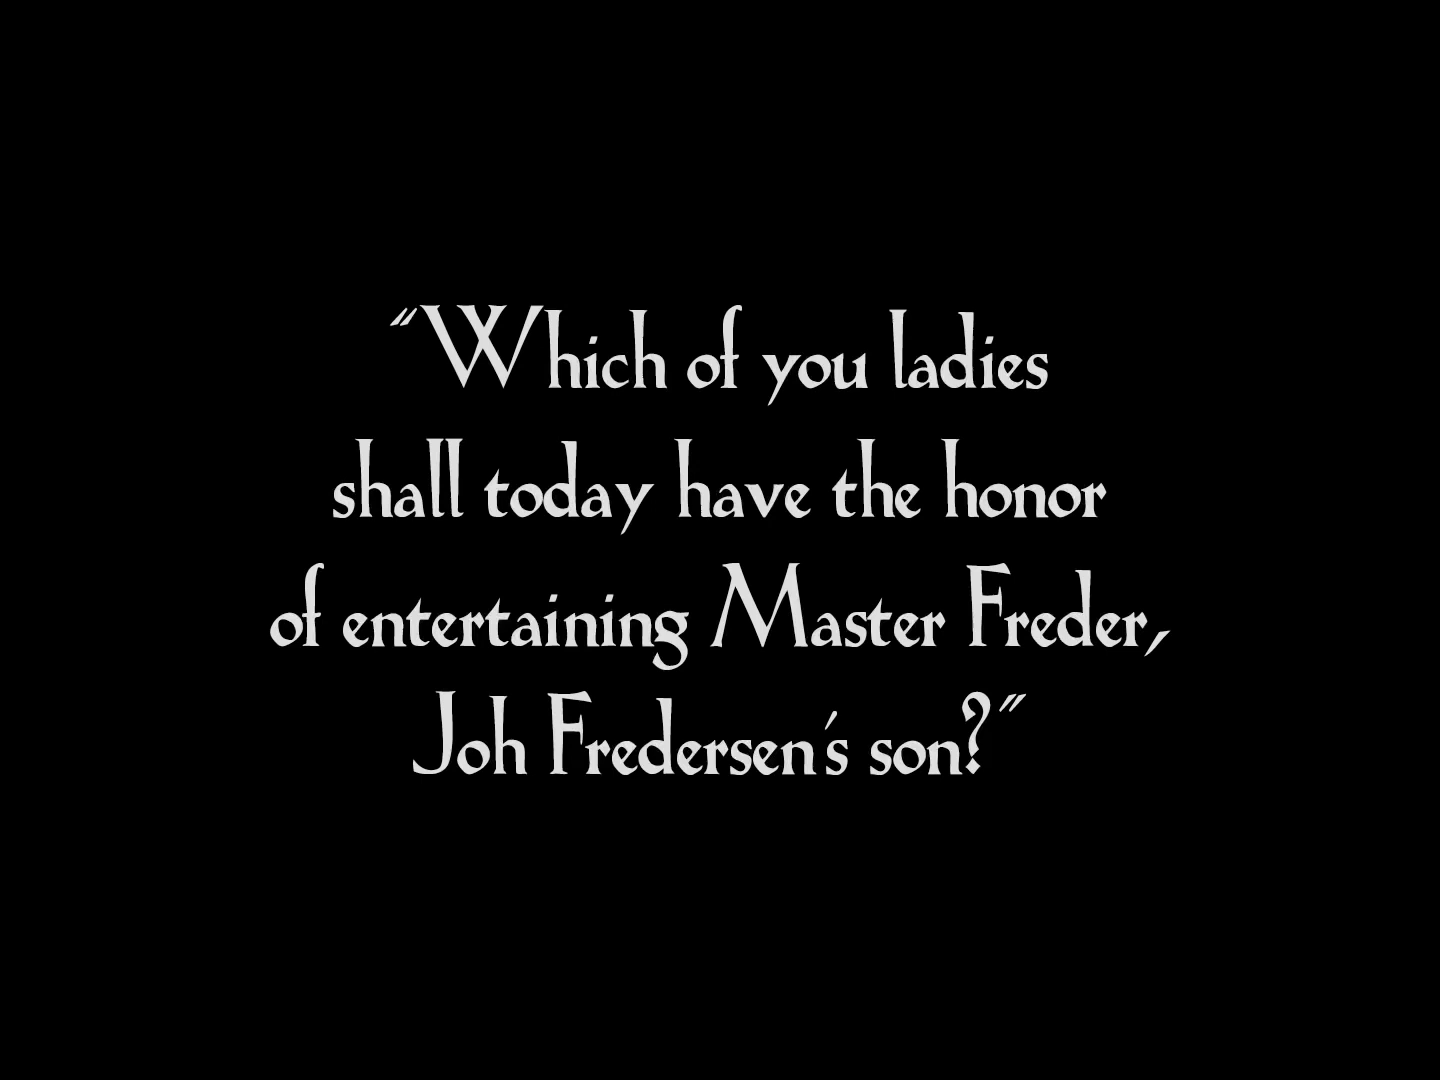 “Which of you ladies
shall today have the honor
of entertaining Master Freder,
Joh Fredersen's son?”